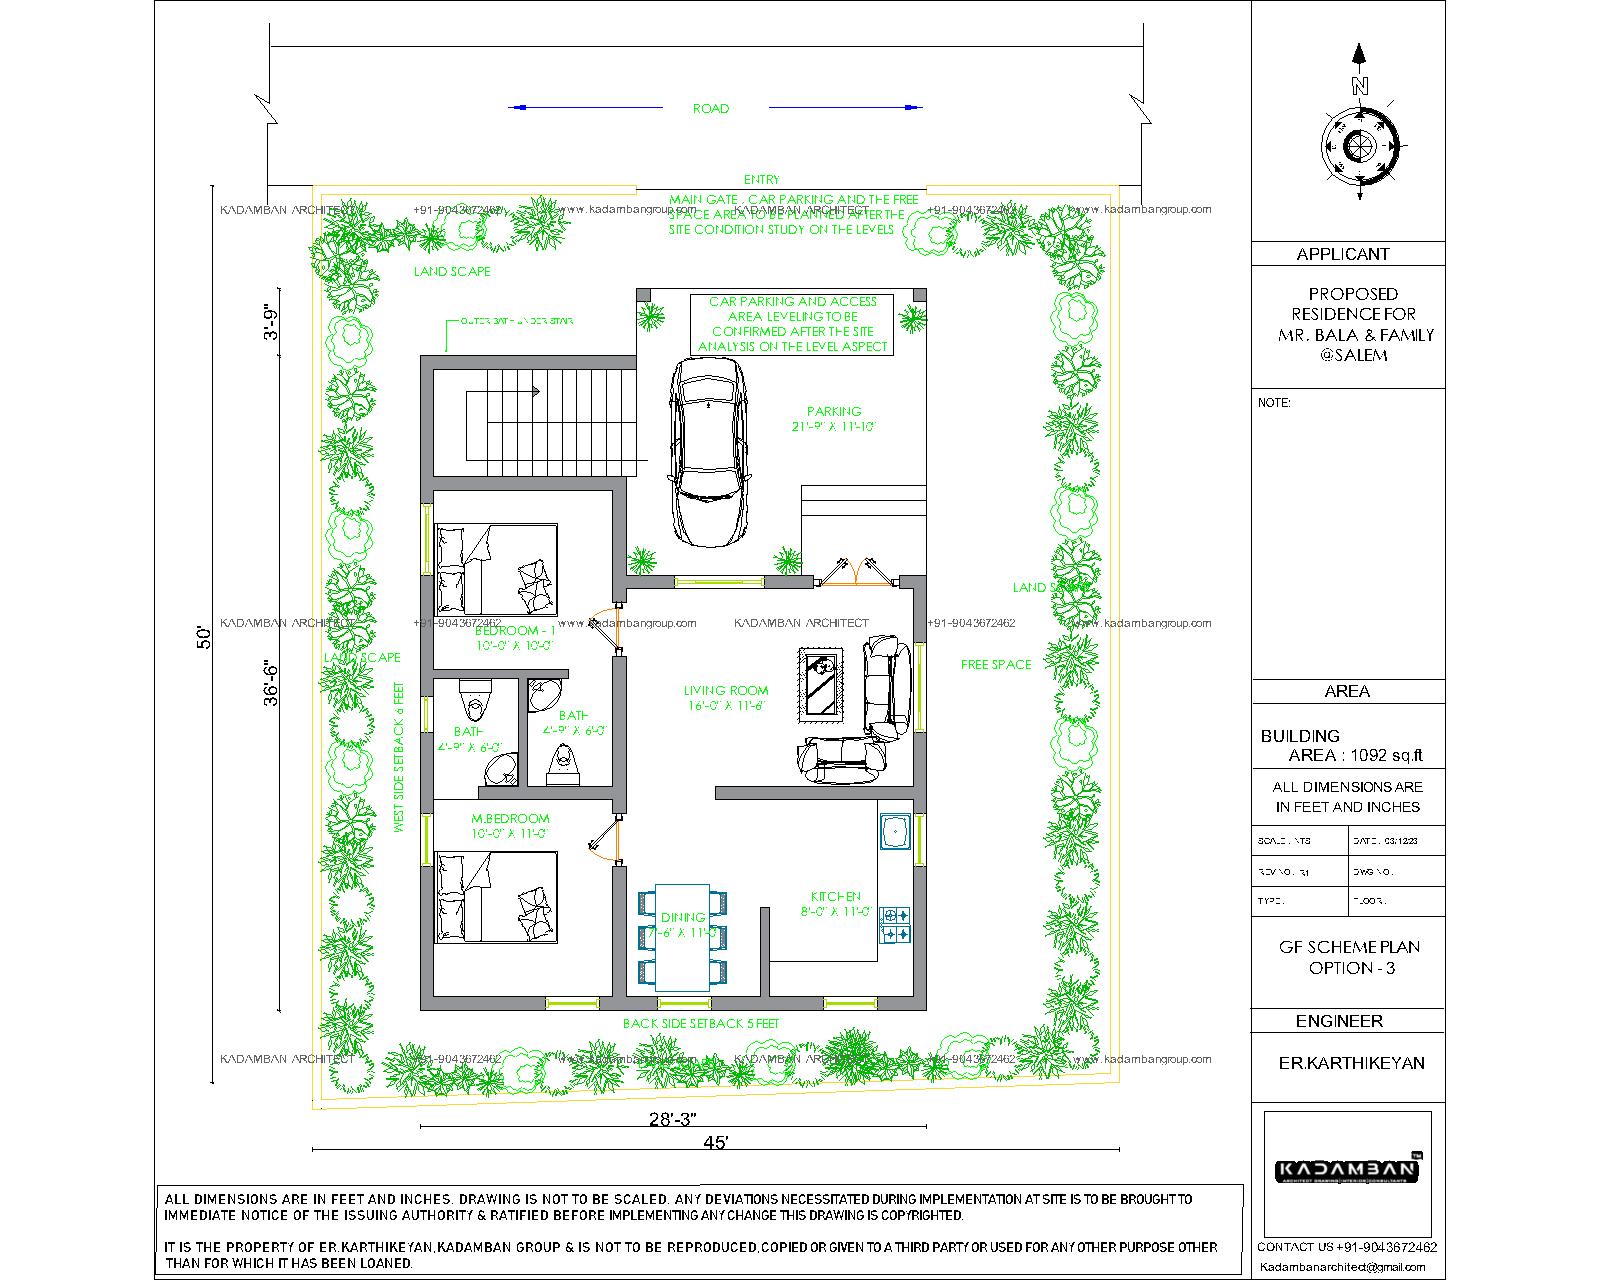 ROAD
ENTRY
MAIN GATE , CAR PARKING AND THE FREE
SPACE AREA TO BE PLANNED AFTER THE
SITE CONDITION STUDY ON THE LEVELS
KADAMBAN ARCHITECT +91-9043672462 www.kadambangroup.com KADAMBAN ARCHITECT +91-9043672462 www.kadambangroup.com
LAND SCAPE
OUTER BATH UNDER STAIR
CAR PARKING AND ACCESS
AREA LEVELING TO BE
CONFIRMED AFTER THE SITE
ANALYSIS ON THE LEVEL ASPECT
3'-9"
PARKING
21'-9" X 11'-10"
LAND SCAPE
50'
KADAMBAN ARCHITECT +91-9043672462 www.kadambangroup.com KADAMBAN ARCHITECT +91-9043672462 www.kadambangroup.com
BEDROOM - 1
10'-0" X 10'-0"
LAND SCAPE
FREE SPACE
36'-6"
WEST SIDE SETBACK 6 FEET
LIVING ROOM
16'-0" X 11'-6"
BATH
4'-9" X 6'-0"
BATH
4'-9" X 6'-0"
M.BEDROOM
10'-0" X 11'-0"
KITCHEN
8'-0" X 11'-0"
DINING
7'-6" X 11'-0"
BACK SIDE SETBACK 5 FEET
KADAMBAN ARCHITECT +91-9043672462 www.kadambangroup.com KADAMBAN ARCHITECT +91-9043672462 www.kadambangroup.com
28'-3"
45'
ALL DIMENSIONS ARE IN FEET AND INCHES. DRAWING IS NOT TO BE SCALED. ANY DEVIATIONS NECESSITATED DURING IMPLEMENTATION AT SITE IS TO BE BROUGHT TO
IMMEDIATE NOTICE OF THE ISSUING AUTHORITY & RATIFIED BEFORE IMPLEMENTING ANY CHANGE THIS DRAWING IS COPYRIGHTED.
IT IS THE PROPERTY OF ER.KARTHIKEYAN,KADAMBAN GROUP & IS NOT TO BE REPRODUCED,COPIED OR GIVEN TO A THIRD PARTY OR USED FOR ANY OTHER PURPOSE OTHER
THAN FOR WHICH IT HAS BEEN LOANED.
N
APPLICANT
PROPOSED
RESIDENCE FOR
MR. BALA & FAMILY
@SALEM
NOTE:
AREA
BUILDING
AREA : 1092 sq.ft
ALL DIMENSIONS ARE
IN FEET AND INCHES
SCALE : NTS DATE : 03/12/23
REV NO : R1 DWG NO :
TYPE : FLOOR :
GF SCHEME PLAN
OPTION - 3
ENGINEER
ER.KARTHIKEYAN
KADAMBAN
TM
CONTACT US +91-9043672462
Kadambanarchitect@gmail.com